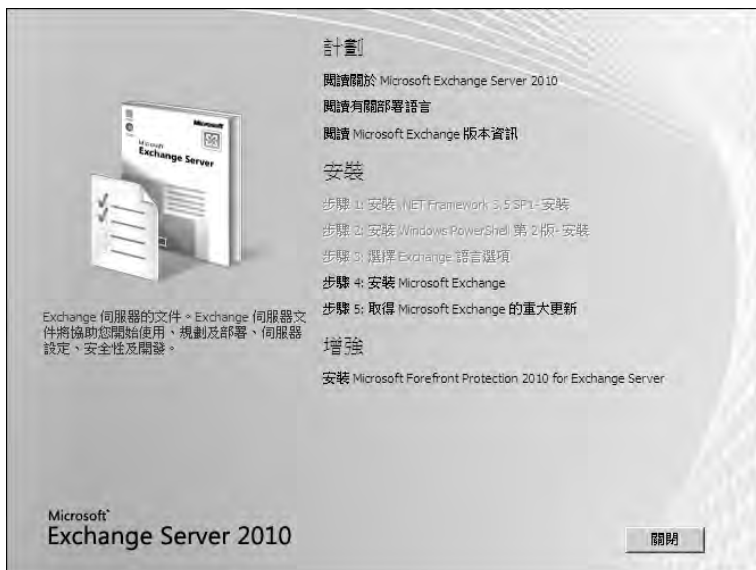 Microsoft
Exchange Server
計劃
閱讀關於 Microsoft Exchange Server 2010
閱讀有關部署語言
閱讀 Microsoft Exchange 版本資訊
安裝
步驟 1: 安裝 .NET Framework 3.5 SP1- 安裝
步驟 2: 安裝 Windows PowerShell 第 2 版- 安裝
步驟 3: 選擇 Exchange 語言選項
步驟 4: 安裝 Microsoft Exchange
步驟 5: 取得 Microsoft Exchange 的重大更新
增強
安裝 Microsoft Forefront Protection 2010 for Exchange Server
Exchange 伺服器的文件。Exchange 伺服器文
件將協助您開始使用、規劃及部署、伺服器
設定、安全性及開發。
Microsoft
Exchange Server 2010
關閉